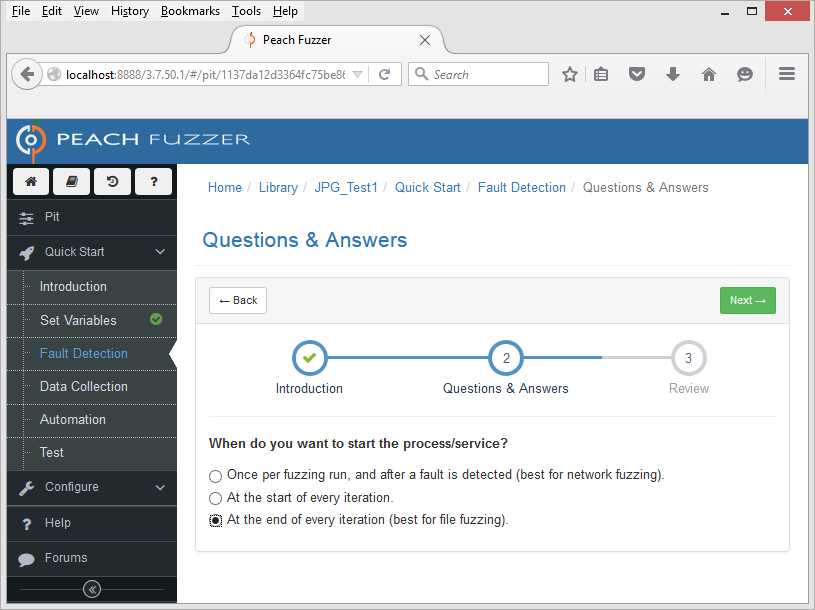 File Edit View History Bookmarks Tools Help
Peach Fuzzer
localhost:8888/3.7.50.1/#/pit/1137da12d3364fc75be86
Search
PEACH FUZZER
?
Home / Library / JPG_Test1 / Quick Start / Fault Detection / Questions & Answers
Pit
Quick Start
Introduction
Set Variables
Fault Detection
Data Collection
Automation
Test
Configure
? Help
Forums
Questions & Answers
← Back
Next →
2
3
Introduction
Questions & Answers
Review
When do you want to start the process/service?
Once per fuzzing run, and after a fault is detected (best for network fuzzing).
At the start of every iteration.
At the end of every iteration (best for file fuzzing).